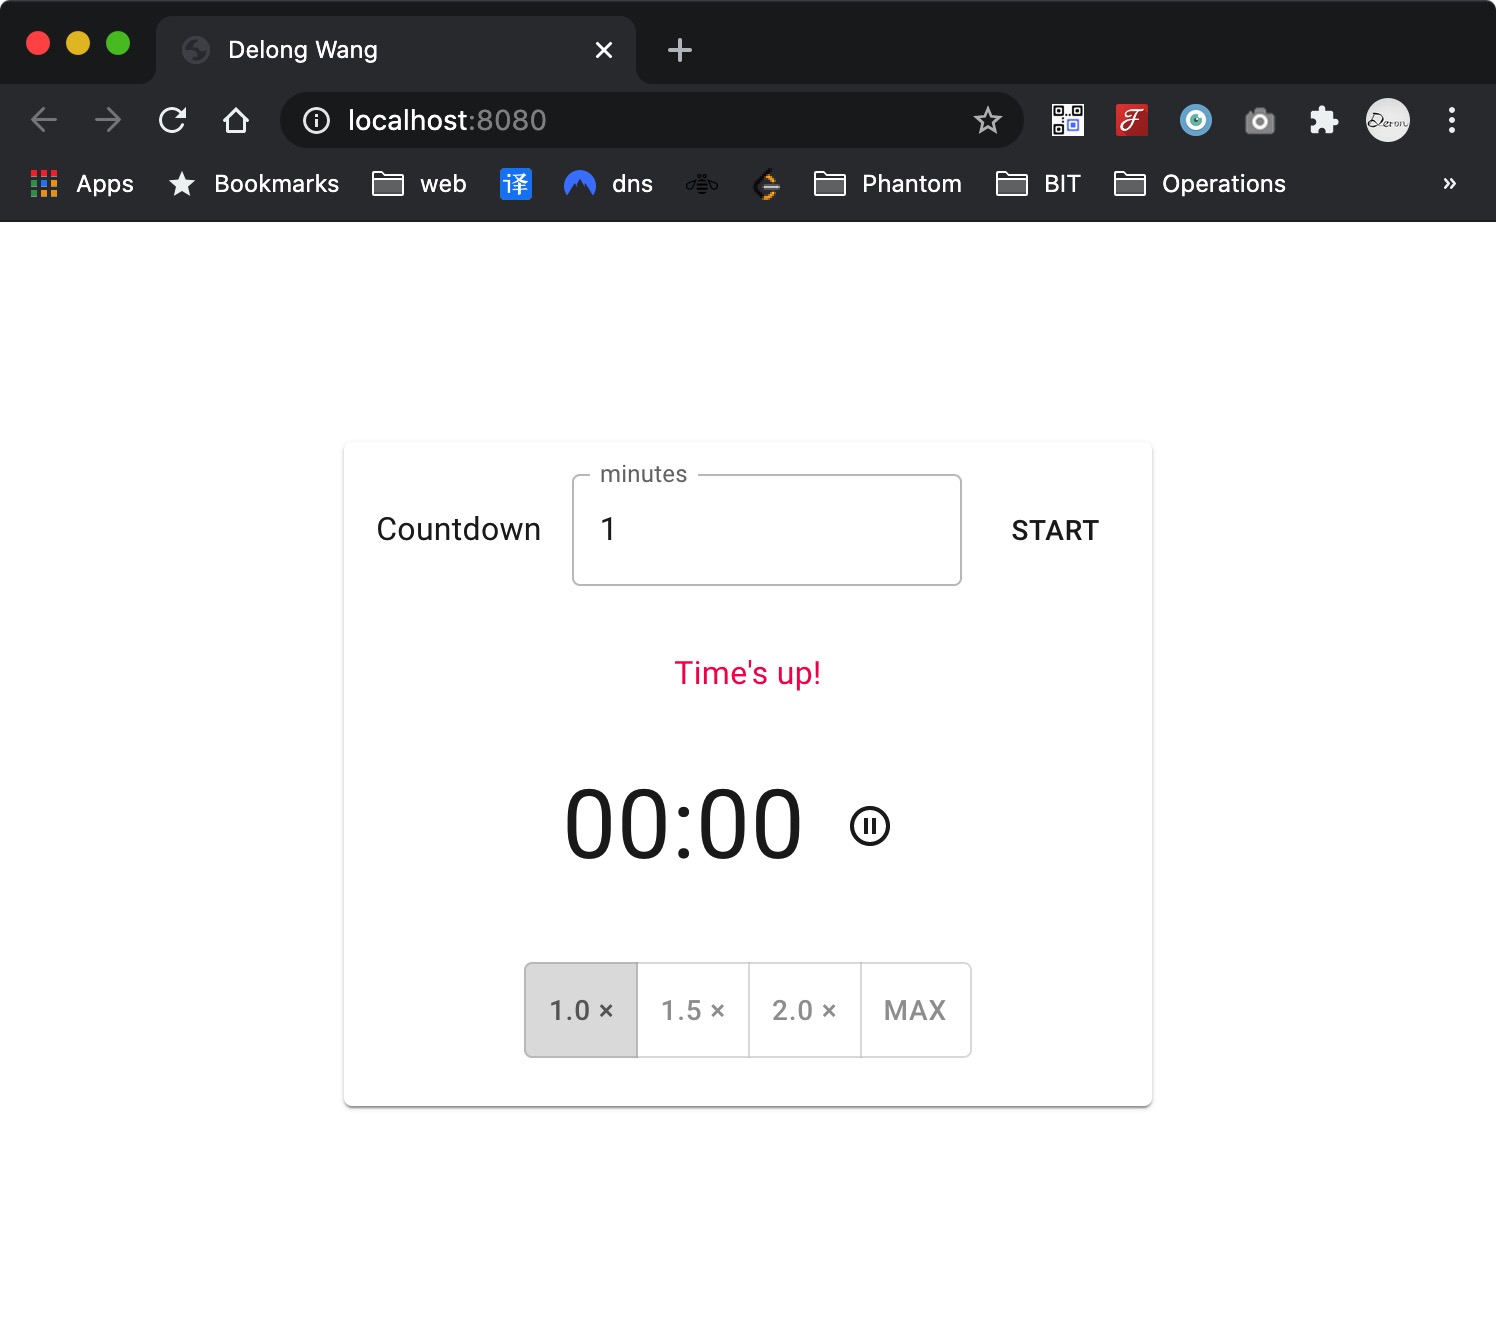 Delong Wang
localhost:8080
Deron
Apps Bookmarks web 译 dns Phantom BIT Operations »
minutes
Countdown 1 START
Time's up!
00:00
1.0 × 1.5 × 2.0 × MAX